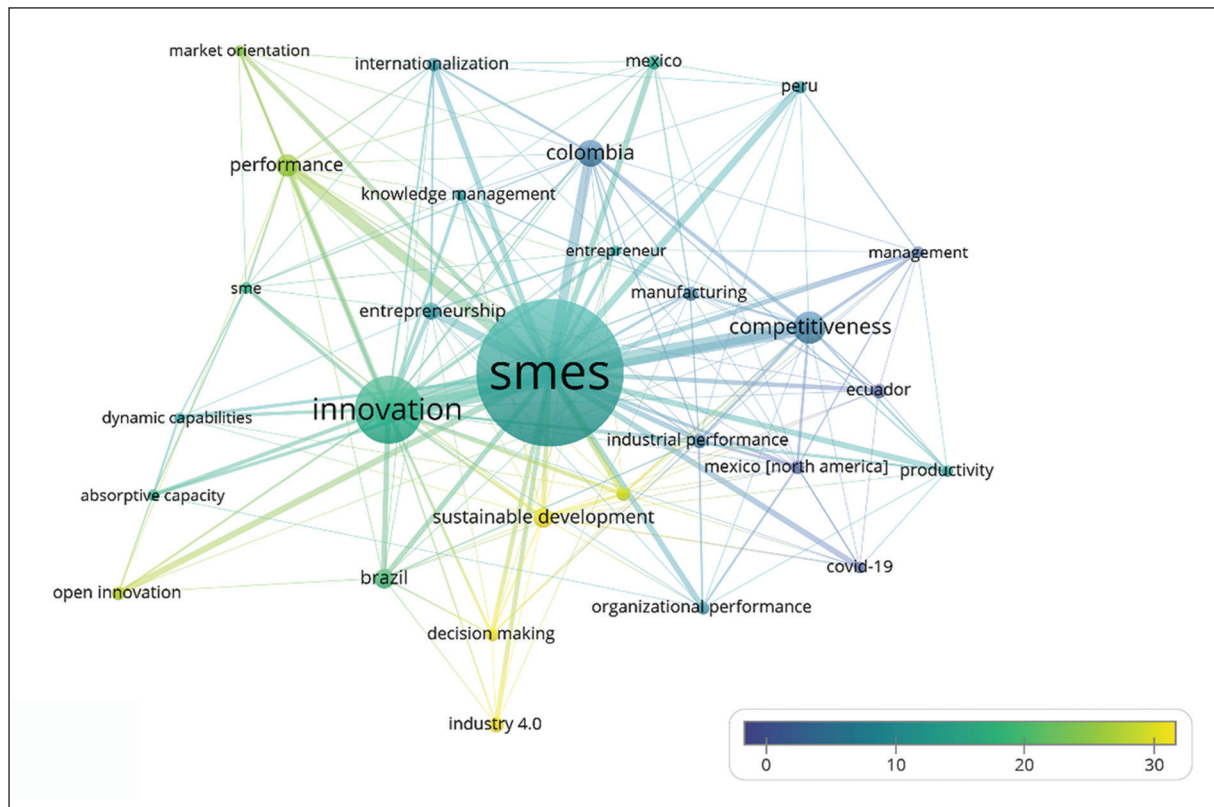 market orientation
internationalization
mexico
peru
colombia
performance
knowledge management
entrepreneur
management
sme
manufacturing
entrepreneurship
competitiveness
smes
ecuador
innovation
dynamic capabilities
industrial performance
mexico [north america]
productivity
absorptive capacity
sustainable development
covid-19
brazil
open innovation
organizational performance
decision making
industry 4.0
0 10 20 30